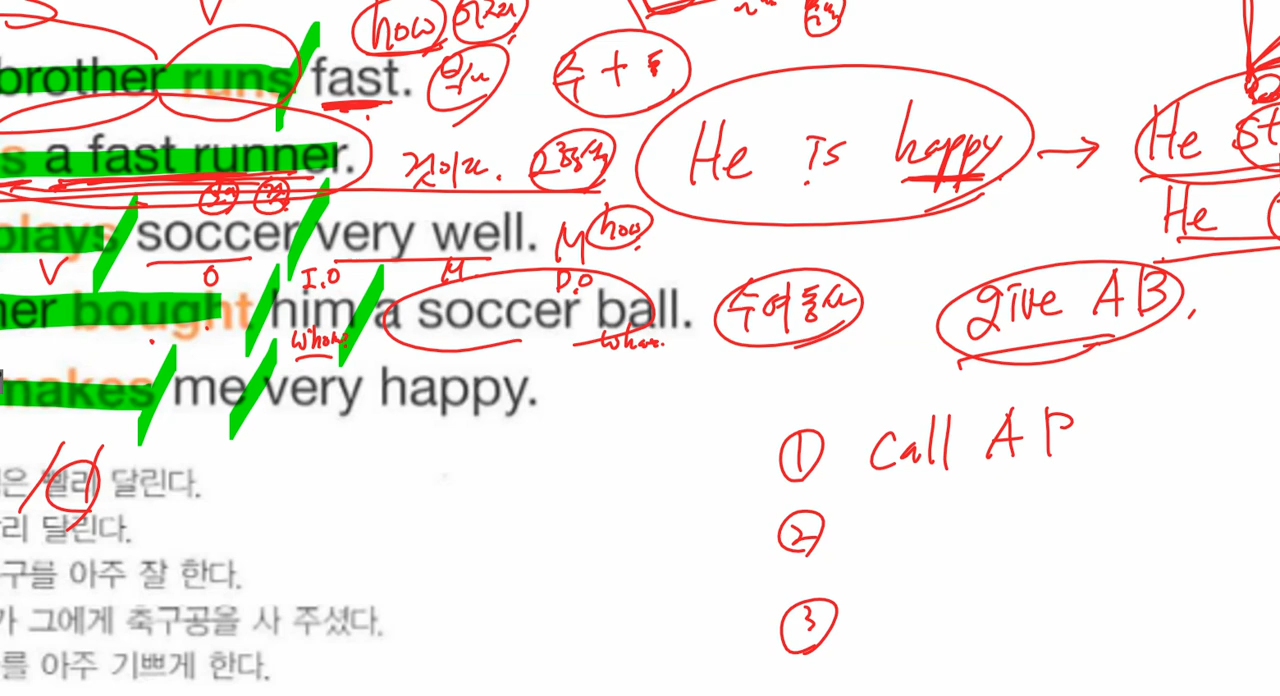 how
brother runs fast. 부사 주 + 동
s a fast runner. 2형식 He is happy → He st
He
plays soccer very well. M how
V O I.O M D.O
her bought him a soccer ball. 수여동사 give A B,
whom what
makes me very happy.
① call A
②
③
은 빨리 달린다.
리 달린다.
구를 아주 잘 한다.
가 그에게 축구공을 사 주셨다.
를 아주 기쁘게 한다.